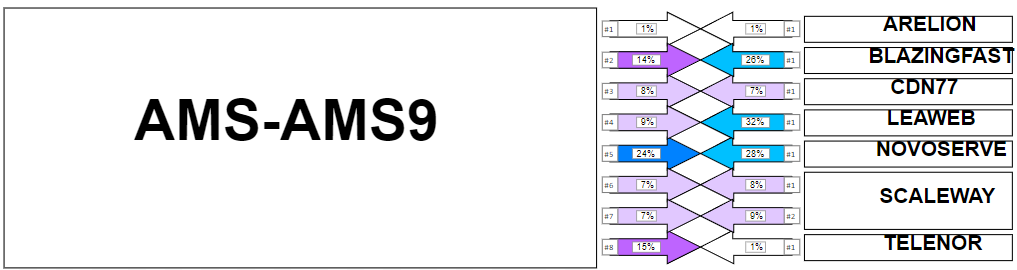 AMS-AMS9
#1 1% 1% #1 ARELION
#2 14% 26% #1 BLAZINGFAST
#3 8% 7% #1 CDN77
#4 9% 32% #1 LEAWEB
#5 24% 28% #1 NOVOSERVE
#6 7% 8% #1 SCALEWAY
#7 7% 9% #2
#8 15% 1% #1 TELENOR